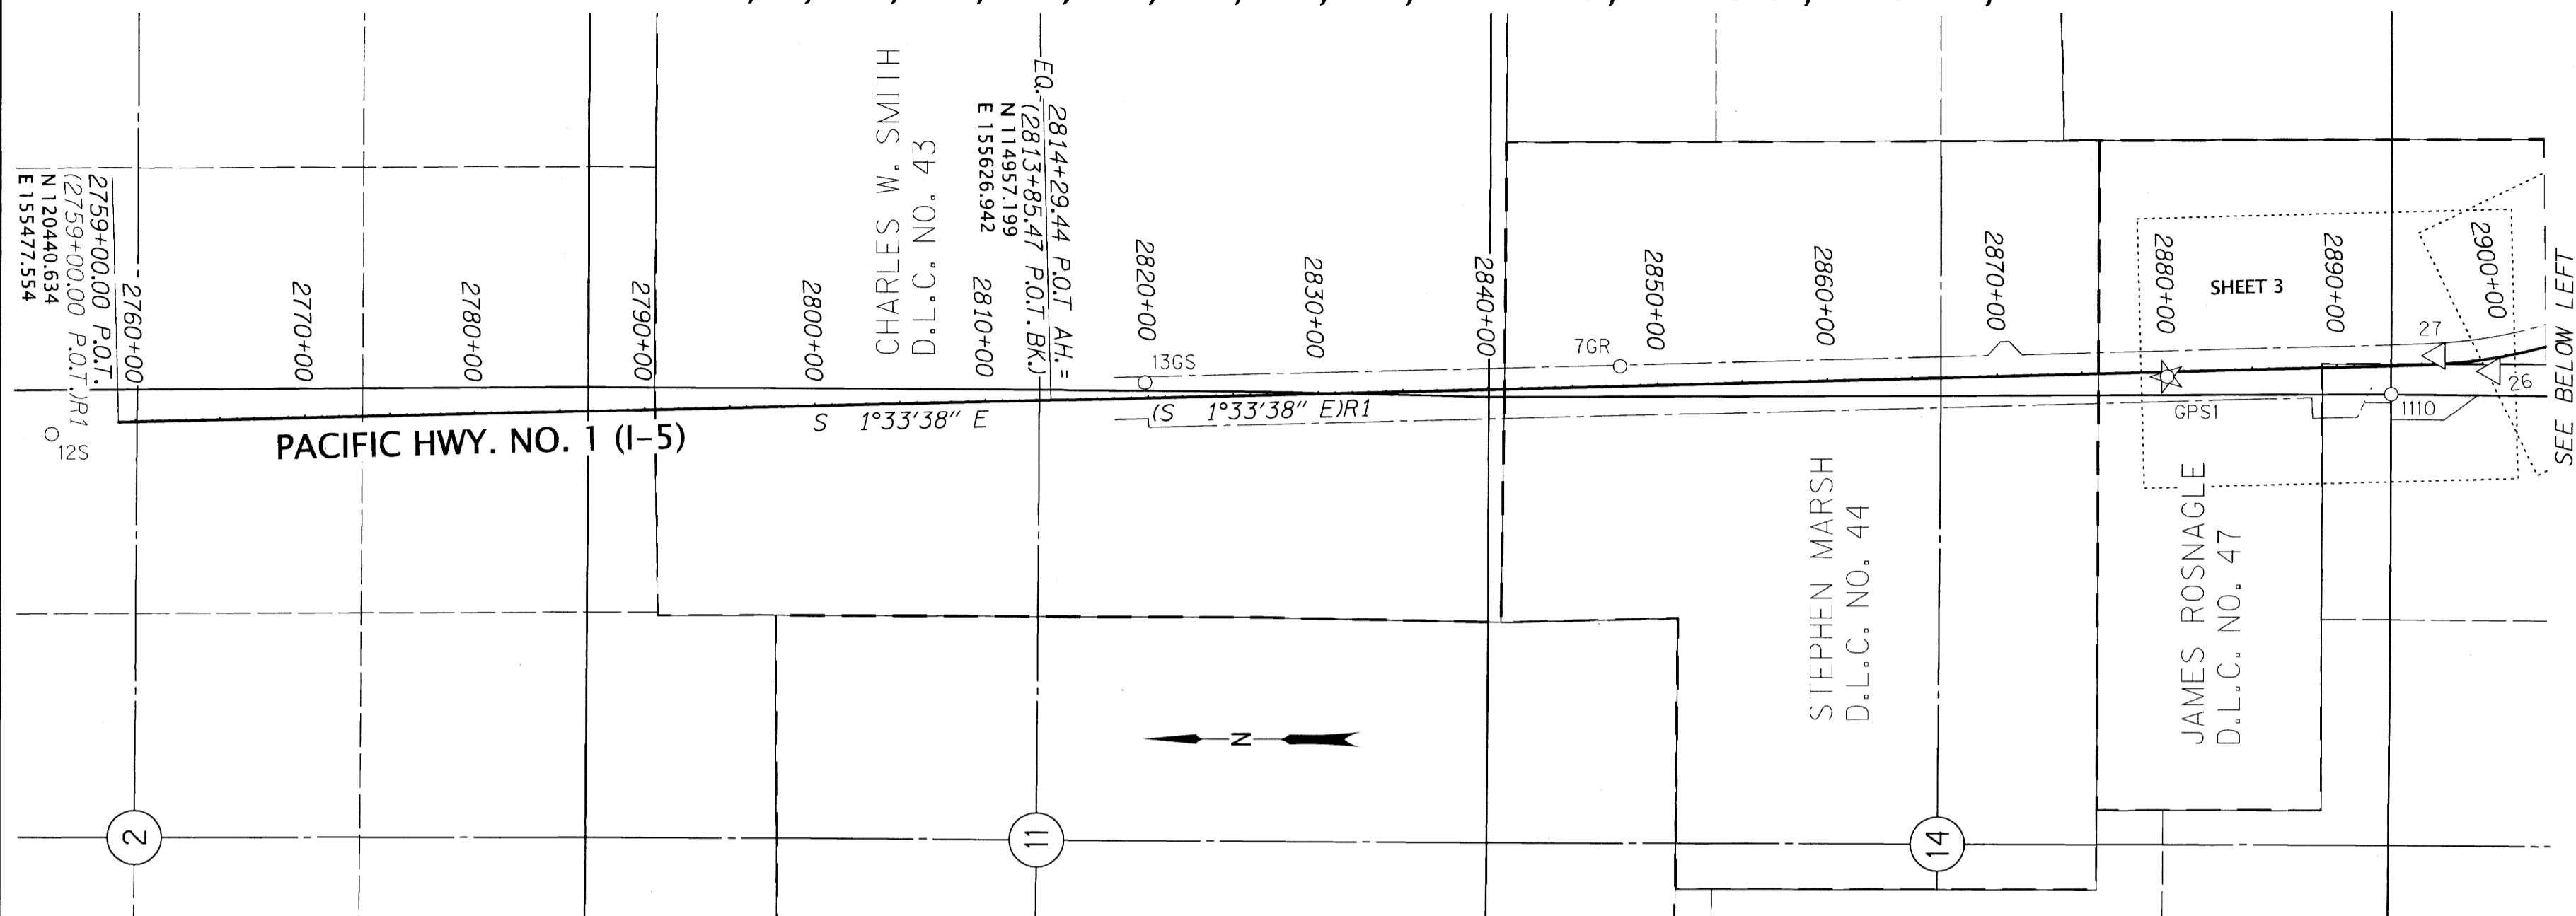 2759+00.00 P.O.T.
(2759+00.00 P.O.T.)R1
N 120440.634
E 155477.554
12S
2760+00
2770+00
2780+00
2790+00
2800+00
2810+00
PACIFIC HWY. NO. 1 (I-5)
CHARLES W. SMITH
D.L.C. NO. 43
EQ. 2814+29.44 P.O.T AH.=
(2813+85.47 P.O.T. BK.)
N 114957.199
E 155626.942
S 1°33'38" E
(S 1°33'38" E)R1
13GS
2820+00
2830+00
2840+00
7GR
2850+00
2860+00
2870+00
2880+00
SHEET 3
2890+00
2900+00
27
26
GPS1
1110
SEE BELOW LEFT
STEPHEN MARSH
D.L.C. NO. 44
JAMES ROSNAGLE
D.L.C. NO. 47
N
2
11
14